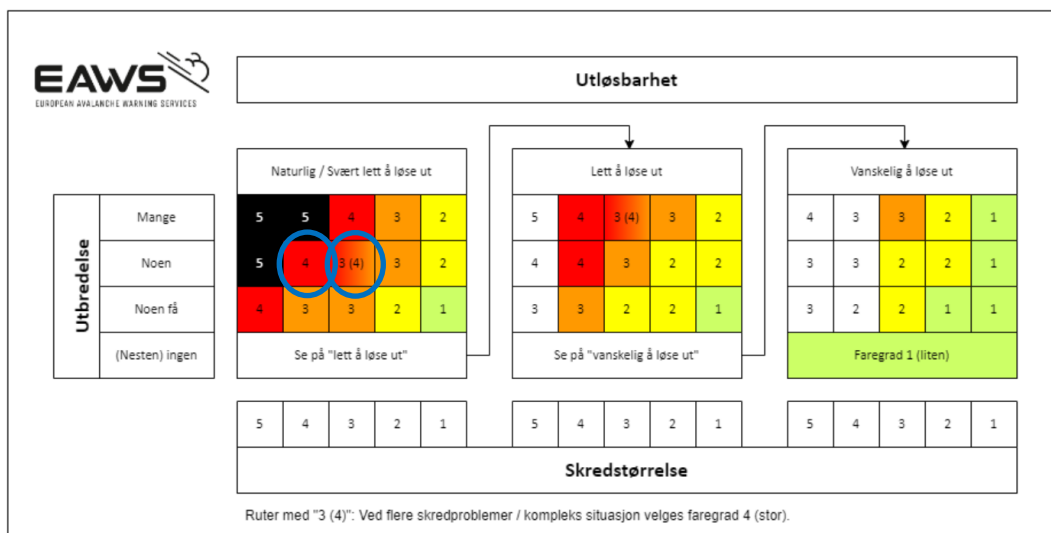 EAWS
EUROPEAN AVALANCHE WARNING SERVICES
Utløsbarhet
Naturlig / Svært lett å løse ut
Lett å løse ut
Vanskelig å løse ut
Utbredelse
Mange 5 5 4 3 2 5 4 3 (4) 3 2 4 3 3 2 1
Noen 5 4 3 (4) 3 2 4 4 3 2 2 3 3 2 2 1
Noen få 4 3 3 2 1 3 3 2 2 1 3 2 2 1 1
(Nesten) ingen Se på "lett å løse ut" Se på "vanskelig å løse ut" Faregrad 1 (liten)
5 4 3 2 1 5 4 3 2 1 5 4 3 2 1
Skredstørrelse
Ruter med "3 (4)": Ved flere skredproblemer / kompleks situasjon velges faregrad 4 (stor).